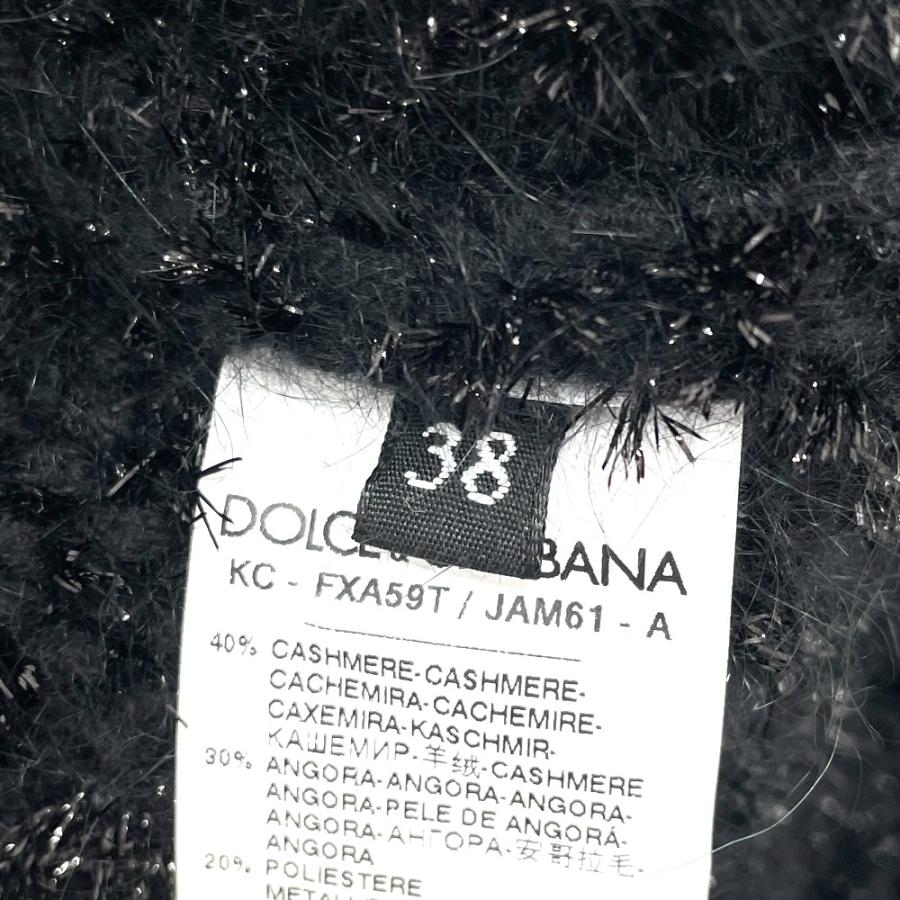 38
DOLCE & BANA
KC - FXA59T / JAM61 - A
40% CASHMERE-CASHMERE-
CACHEMIRA-CACHEMIRE-
CAXEMIRA-KASCHMIR-
КАШЕМИР-羊绒-CASHMERE
30% ANGORA-ANGORA-ANGORA-
ANGORA-PELE DE ANGORÁ-
ANGORA-АНГОРА-安哥拉毛-
ANGORA
20% POLIESTERE